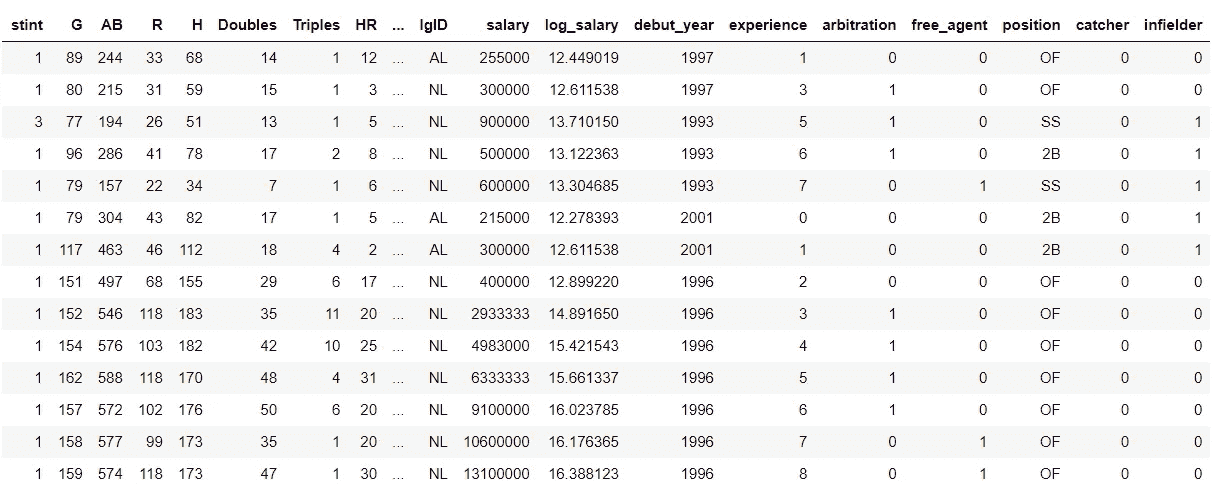 stint G AB R H Doubles Triples HR ... lgID salary log_salary debut_year experience arbitration free_agent position catcher infielder
1 89 244 33 68 14 1 12 ... AL 255000 12.449019 1997 1 0 0 OF 0 0
1 80 215 31 59 15 1 3 ... NL 300000 12.611538 1997 3 1 0 OF 0 0
3 77 194 26 51 13 1 5 ... NL 900000 13.710150 1993 5 1 0 SS 0 1
1 96 286 41 78 17 2 8 ... NL 500000 13.122363 1993 6 1 0 2B 0 1
1 79 157 22 34 7 1 6 ... NL 600000 13.304685 1993 7 0 1 SS 0 1
1 79 304 43 82 17 1 5 ... AL 215000 12.278393 2001 0 0 0 2B 0 1
1 117 463 46 112 18 4 2 ... AL 300000 12.611538 2001 1 0 0 2B 0 1
1 151 497 68 155 29 6 17 ... NL 400000 12.899220 1996 2 0 0 OF 0 0
1 152 546 118 183 35 11 20 ... NL 2933333 14.891650 1996 3 1 0 OF 0 0
1 154 576 103 182 42 10 25 ... NL 4983000 15.421543 1996 4 1 0 OF 0 0
1 162 588 118 170 48 4 31 ... NL 6333333 15.661337 1996 5 1 0 OF 0 0
1 157 572 102 176 50 6 20 ... NL 9100000 16.023785 1996 6 1 0 OF 0 0
1 158 577 99 173 35 1 20 ... NL 10600000 16.176365 1996 7 0 1 OF 0 0
1 159 574 118 173 47 1 30 ... NL 13100000 16.388123 1996 8 0 1 OF 0 0